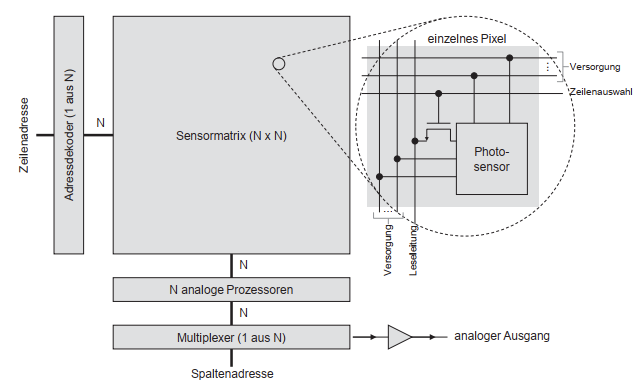 einzelnes Pixel
Versorgung
Zeilenauswahl
Zeilenadresse
Adressdekoder (1 aus N)
N
Sensormatrix (N x N)
Photo-
sensor
Versorgung
Leseleitung
N
N analoge Prozessoren
N
Multiplexer (1 aus N)
analoger Ausgang
Spaltenadresse